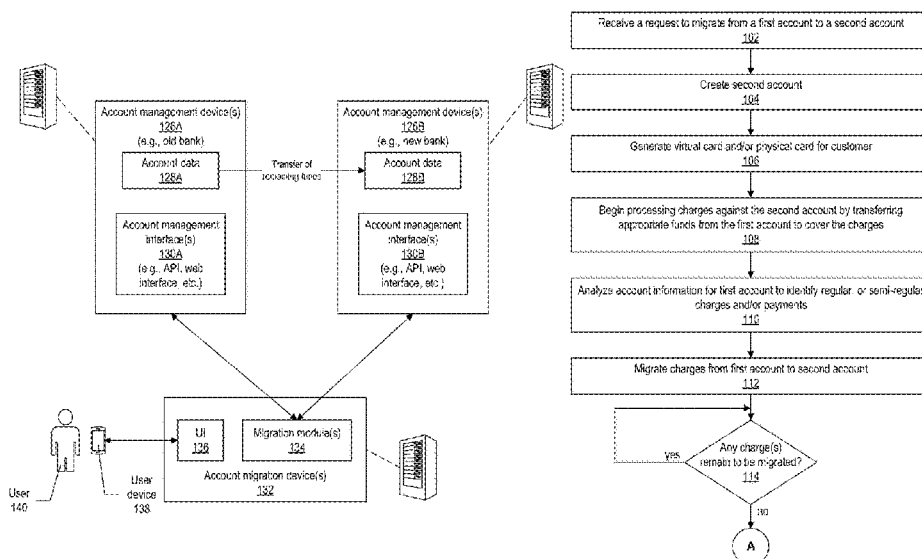 Account management device(s)
126A
(e.g., old bank)
Account data
128A
Account management
interface(s)
130A
(e.g., API, web
interface, etc.)
Transfer of
Account management device(s)
126B
(e.g., new bank)
Account data
128B
Account management
interface(s)
130B
(e.g., API, web
interface, etc.)
UI
136
Migration module(s)
134
Account migration device(s)
132
User
140
User
device
138
Receive a request to migrate from a first account to a second account
102
Create second account
104
Generate virtual card and/or physical card for customer
106
Begin processing charges against the second account by transferring
appropriate funds from the first account to cover the charges
108
Analyze account information for first account to identify regular, or semi-regular
charges and/or payments
110
Migrate charges from first account to second account
112
Any charge(s)
remain to be migrated?
114
yes
A